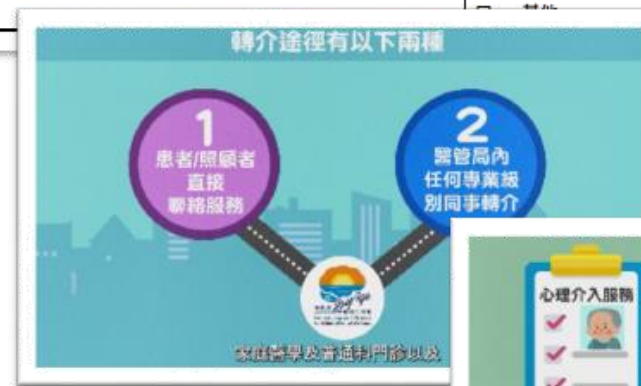 轉介途徑有以下兩種
1
患者/照顧者
直接
聯絡服務
2
醫管局內
任何專業級
別同事轉介
家庭醫學及普通科門診以及
心理介入服務